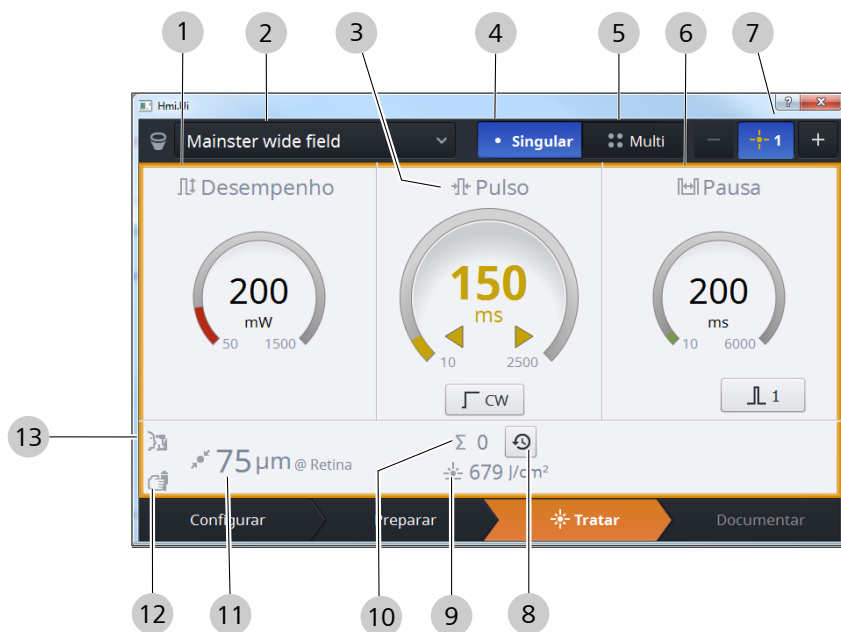 1 2 3 4 5 6 7
Hmi.Ui
? x
Mainster wide field • Singular Multi − 1 +
Desempenho Pulso Pausa
200 150 200
mW ms ms
50 1500 10 2500 10 6000
CW 1
13
Σ 0
75 µm @ Retina
679 J/cm²
Configurar Preparar Tratar Documentar
12 11 10 9 8